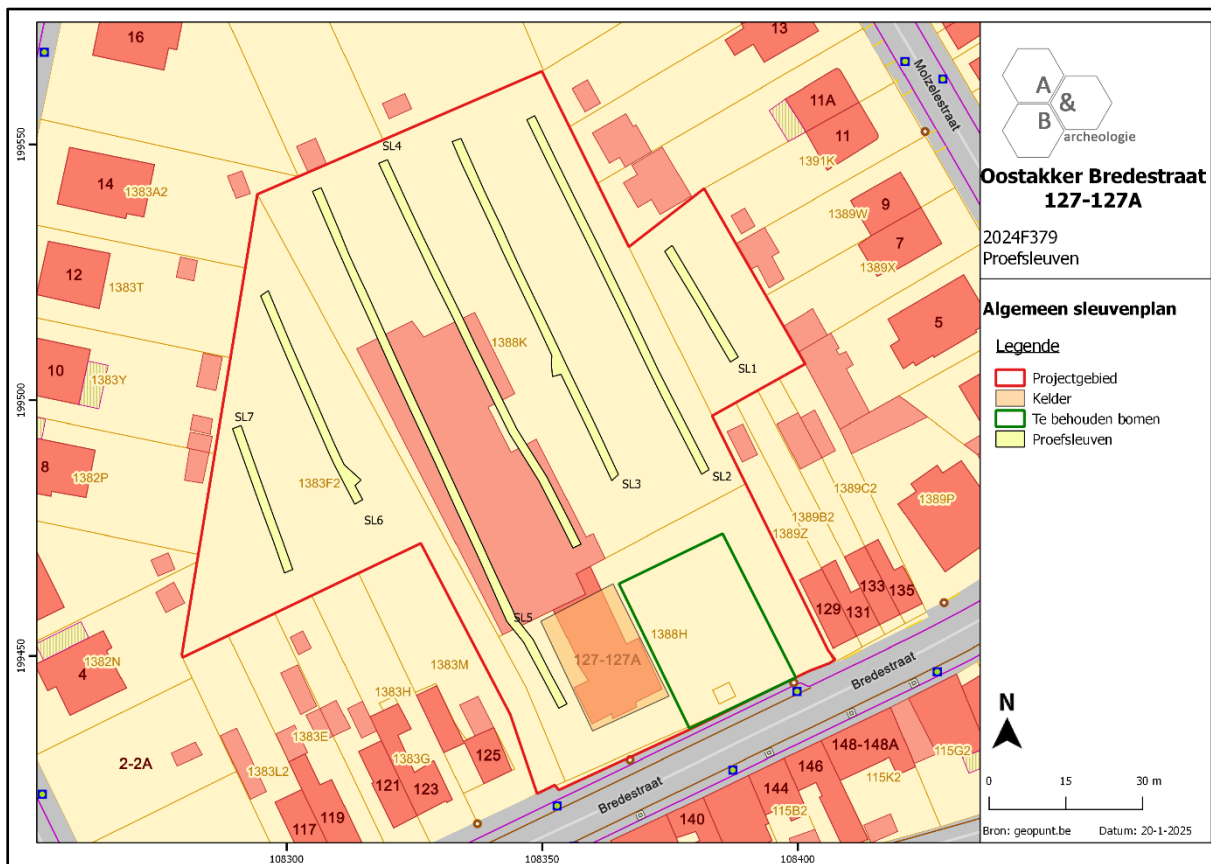 16
13
11A
11
1391K
Molzelestraat
14
1383A2
SL4
9
1389W
7
1389X
12
1383T
5
1388K
SL1
10
1383Y
SL7
8
1382P
1383F2
SL6
SL3
SL2
1389C2
1389P
1389B2
1389Z
133
135
129
131
SL5
1388H
127-127A
4
1382N
1383M
1383H
1383E
1383G
125
2-2A
1383L2
121
123
117
119
Bredestraat
Bredestraat
148-148A
115G2
146
115K2
144
115B2
140
199550
199500
199450
108300
108350
108400
A
&
B
archeologie
Oostakker Bredestraat
127-127A
2024F379
Proefsleuven
Algemeen sleuvenplan
Legende
Projectgebied
Kelder
Te behouden bomen
Proefsleuven
N
0 15 30 m
Bron: geopunt.be Datum: 20-1-2025